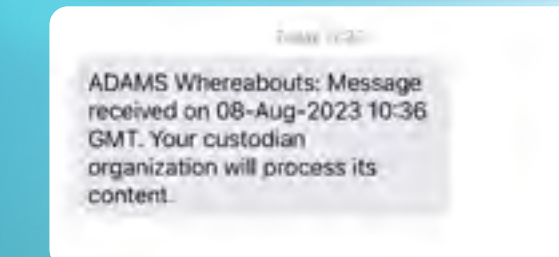 ADAMS Whereabouts: Message
received on 08-Aug-2023 10:36
GMT. Your custodian
organization will process its
content.